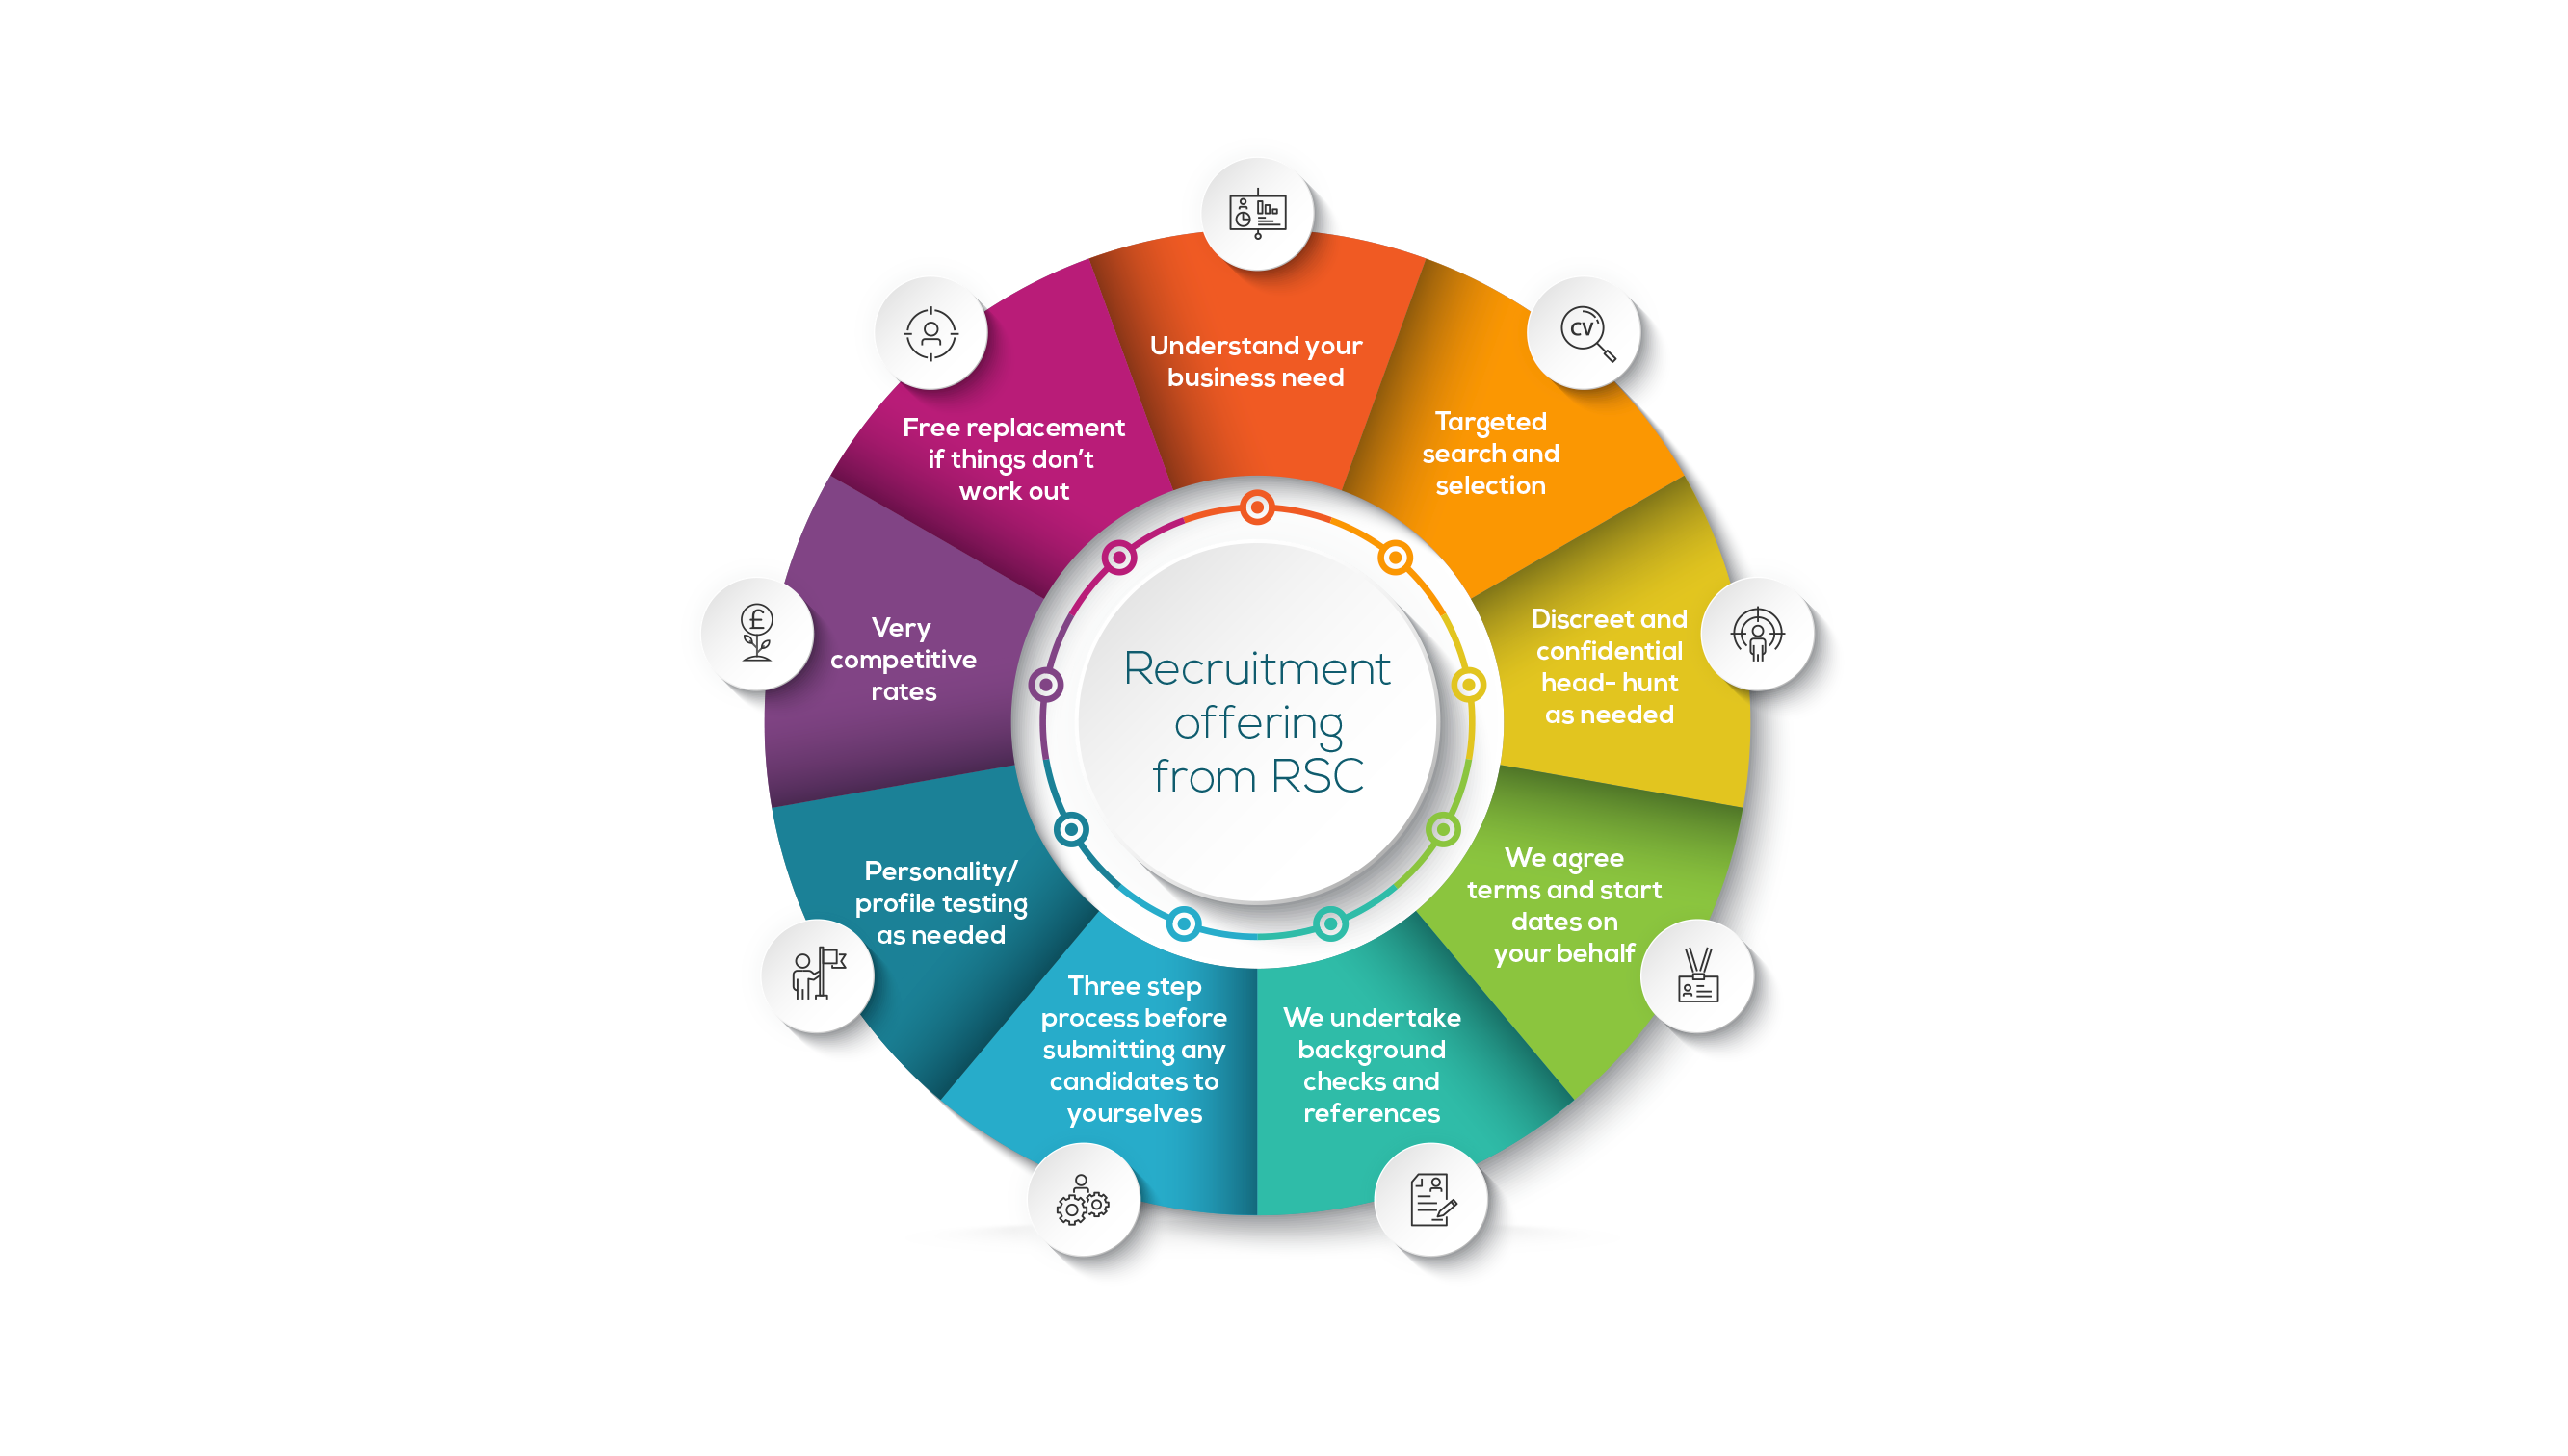 Understand your
business need
Targeted
search and
selection
Discreet and
confidential
head- hunt
as needed
We agree
terms and start
dates on
your behalf
We undertake
background
checks and
references
Three step
process before
submitting any
candidates to
yourselves
Personality/
profile testing
as needed
Very
competitive
rates
Free replacement
if things don’t
work out
Recruitment
offering
from RSC
CV
£